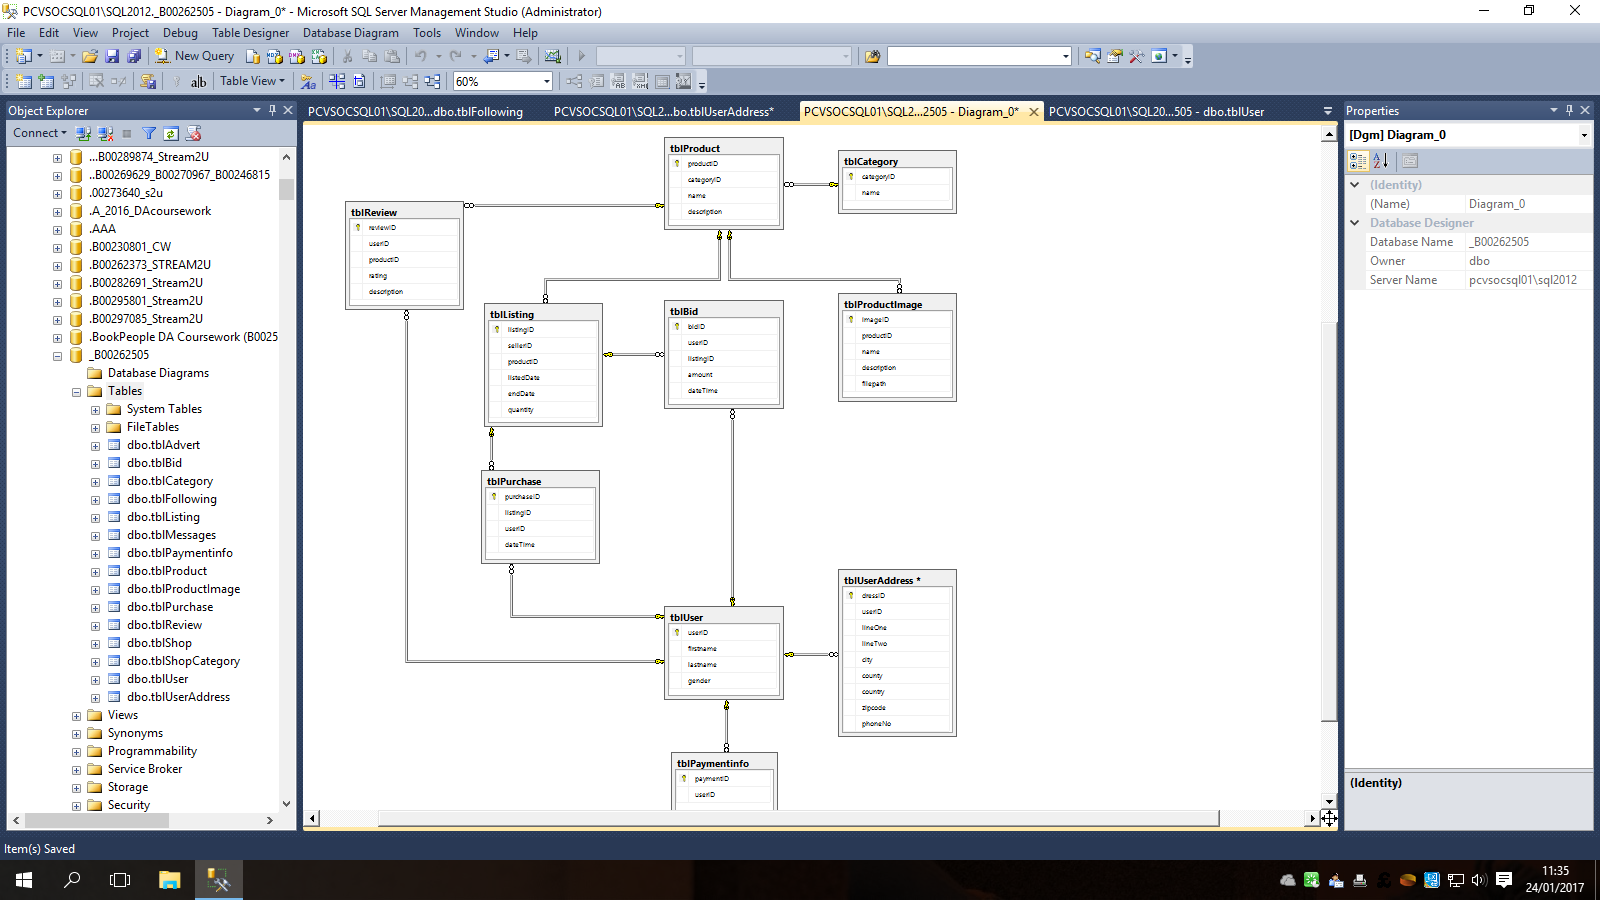 PCVSOCSQL01\SQL2012._B00262505 - Diagram_0* - Microsoft SQL Server Management Studio (Administrator)
File Edit View Project Debug Table Designer Database Diagram Tools Window Help
New Query
Table View 60%
Object Explorer
Connect
...B00289874_Stream2U
..B00269629_B00270967_B00246815
.00273640_s2u
.A_2016_DAcoursework
.AAA
.B00230801_CW
.B00262373_STREAM2U
.B00282691_Stream2U
.B00295801_Stream2U
.B00297085_Stream2U
.BookPeople DA Coursework (B0025
_B00262505
Database Diagrams
Tables
System Tables
FileTables
dbo.tblAdvert
dbo.tblBid
dbo.tblCategory
dbo.tblFollowing
dbo.tblListing
dbo.tblMessages
dbo.tblPaymentinfo
dbo.tblProduct
dbo.tblProductImage
dbo.tblPurchase
dbo.tblReview
dbo.tblShop
dbo.tblShopCategory
dbo.tblUser
dbo.tblUserAddress
Views
Synonyms
Programmability
Service Broker
Storage
Security
PCVSOCSQL01\SQL20...dbo.tblFollowing PCVSOCSQL01\SQL2...bo.tblUserAddress* PCVSOCSQL01\SQL2...2505 - Diagram_0* PCVSOCSQL01\SQL20...505 - dbo.tblUser
tblProduct
productID
categoryID
name
description
tblCategory
categoryID
name
tblReview
reviewID
userID
productID
rating
description
tblListing
listingID
sellerID
productID
listedDate
endDate
quantity
tblBid
bidID
userID
listingID
amount
dateTime
tblProductImage
imageID
productID
name
description
filepath
tblPurchase
purchaseID
listingID
userID
dateTime
tblUser
userID
firstname
lastname
gender
tblUserAddress *
dressID
userID
lineOne
lineTwo
city
county
country
zipcode
phoneNo
tblPaymentinfo
paymentID
userID
Properties
[Dgm] Diagram_0
(Identity)
(Name) Diagram_0
Database Designer
Database Name _B00262505
Owner dbo
Server Name pcvsocsql01\sql2012
(Identity)
Item(s) Saved
11:35
24/01/2017